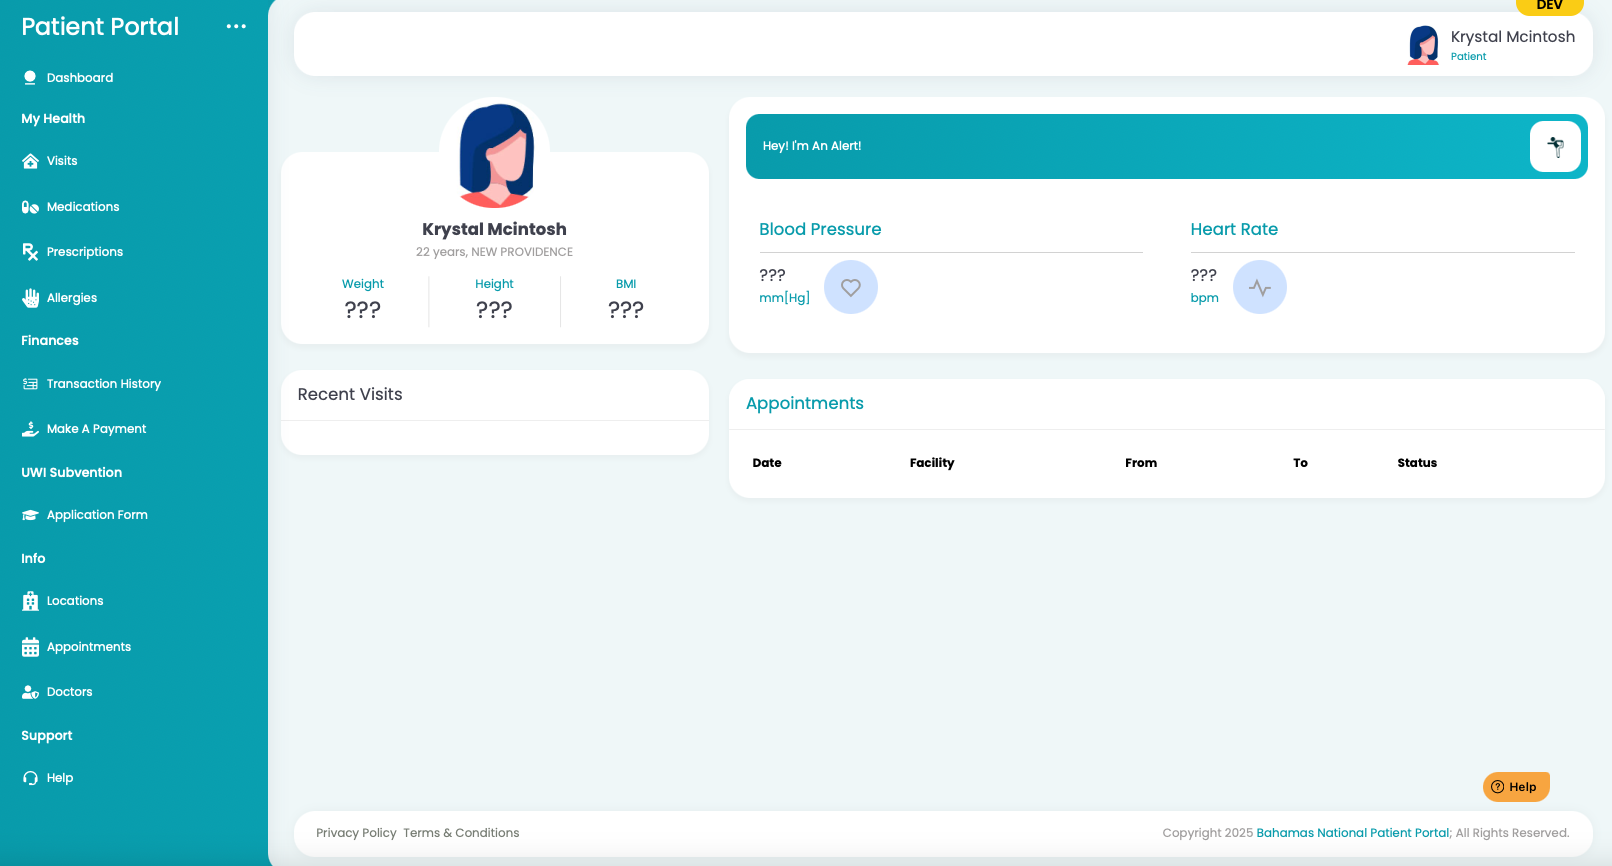 Patient Portal
Dashboard
My Health
Visits
Medications
Prescriptions
Allergies
Finances
Transaction History
Make A Payment
UWI Subvention
Application Form
Info
Locations
Appointments
Doctors
Support
Help
DEV
Krystal Mcintosh
Patient
Krystal Mcintosh
22 years, NEW PROVIDENCE
Weight Height BMI
??? ??? ???
Recent Visits
Hey! I'm An Alert!
Blood Pressure Heart Rate
??? ???
mm[Hg] bpm
Appointments
Date Facility From To Status
Help
Privacy Policy Terms & Conditions
Copyright 2025 Bahamas National Patient Portal; All Rights Reserved.